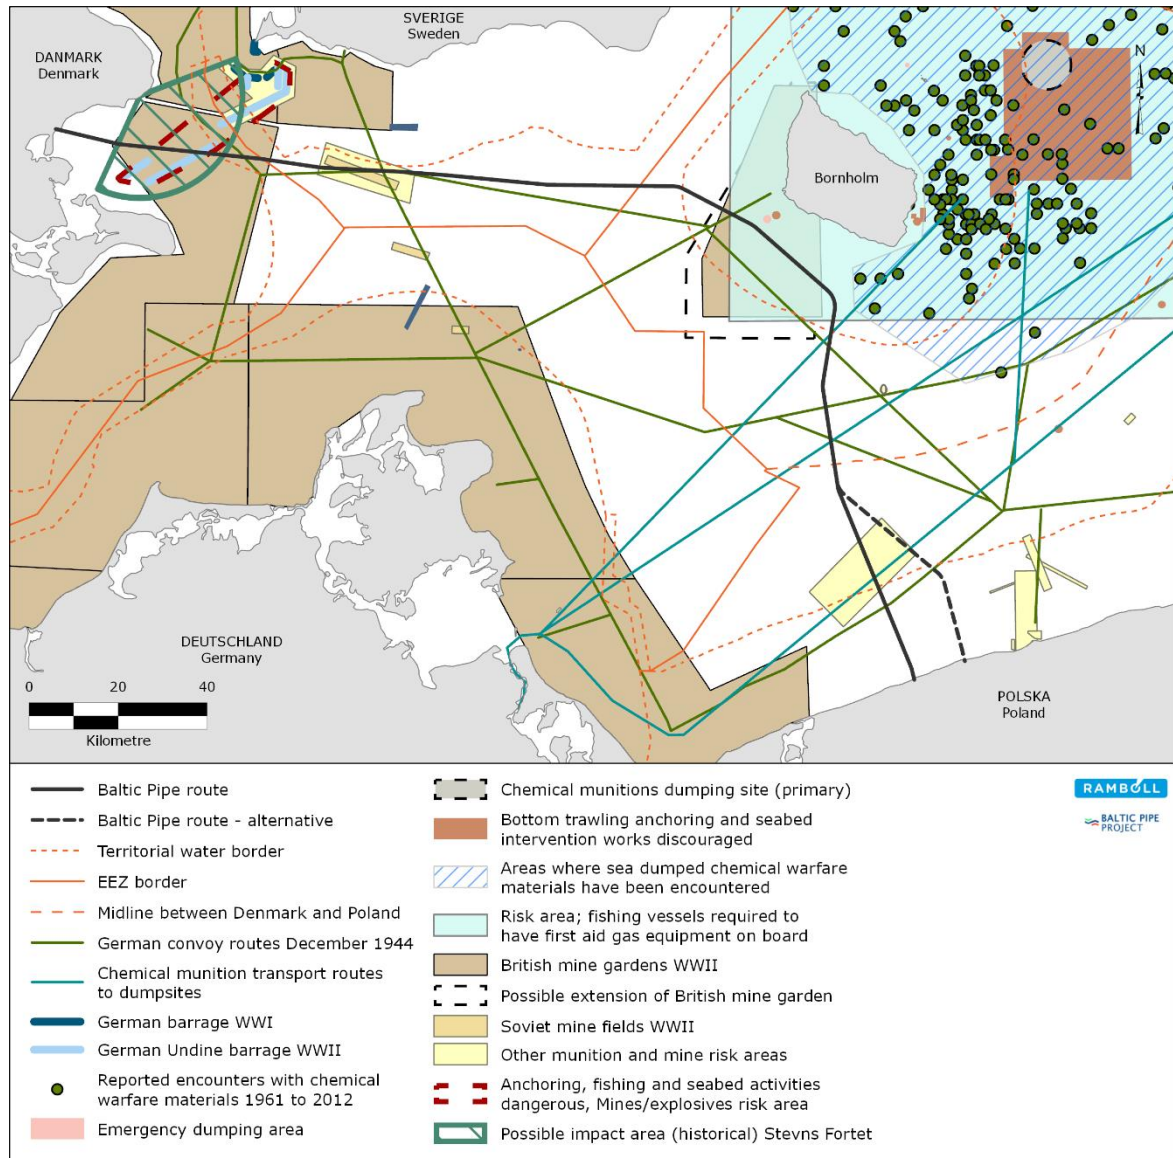 SVERIGE
Sweden
DANMARK
Denmark
N
Bornholm
DEUTSCHLAND
Germany
0 20 40
Kilometre
POLSKA
Poland
Baltic Pipe route
Baltic Pipe route - alternative
Territorial water border
EEZ border
Midline between Denmark and Poland
German convoy routes December 1944
Chemical munition transport routes
to dumpsites
German barrage WWI
German Undine barrage WWII
Reported encounters with chemical
warfare materials 1961 to 2012
Emergency dumping area
Chemical munitions dumping site (primary)
Bottom trawling anchoring and seabed
intervention works discouraged
Areas where sea dumped chemical warfare
materials have been encountered
Risk area; fishing vessels required to
have first aid gas equipment on board
British mine gardens WWII
Possible extension of British mine garden
Soviet mine fields WWII
Other munition and mine risk areas
Anchoring, fishing and seabed activities
dangerous, Mines/explosives risk area
Possible impact area (historical) Stevns Fortet
RAMBOLL
BALTIC PIPE
PROJECT